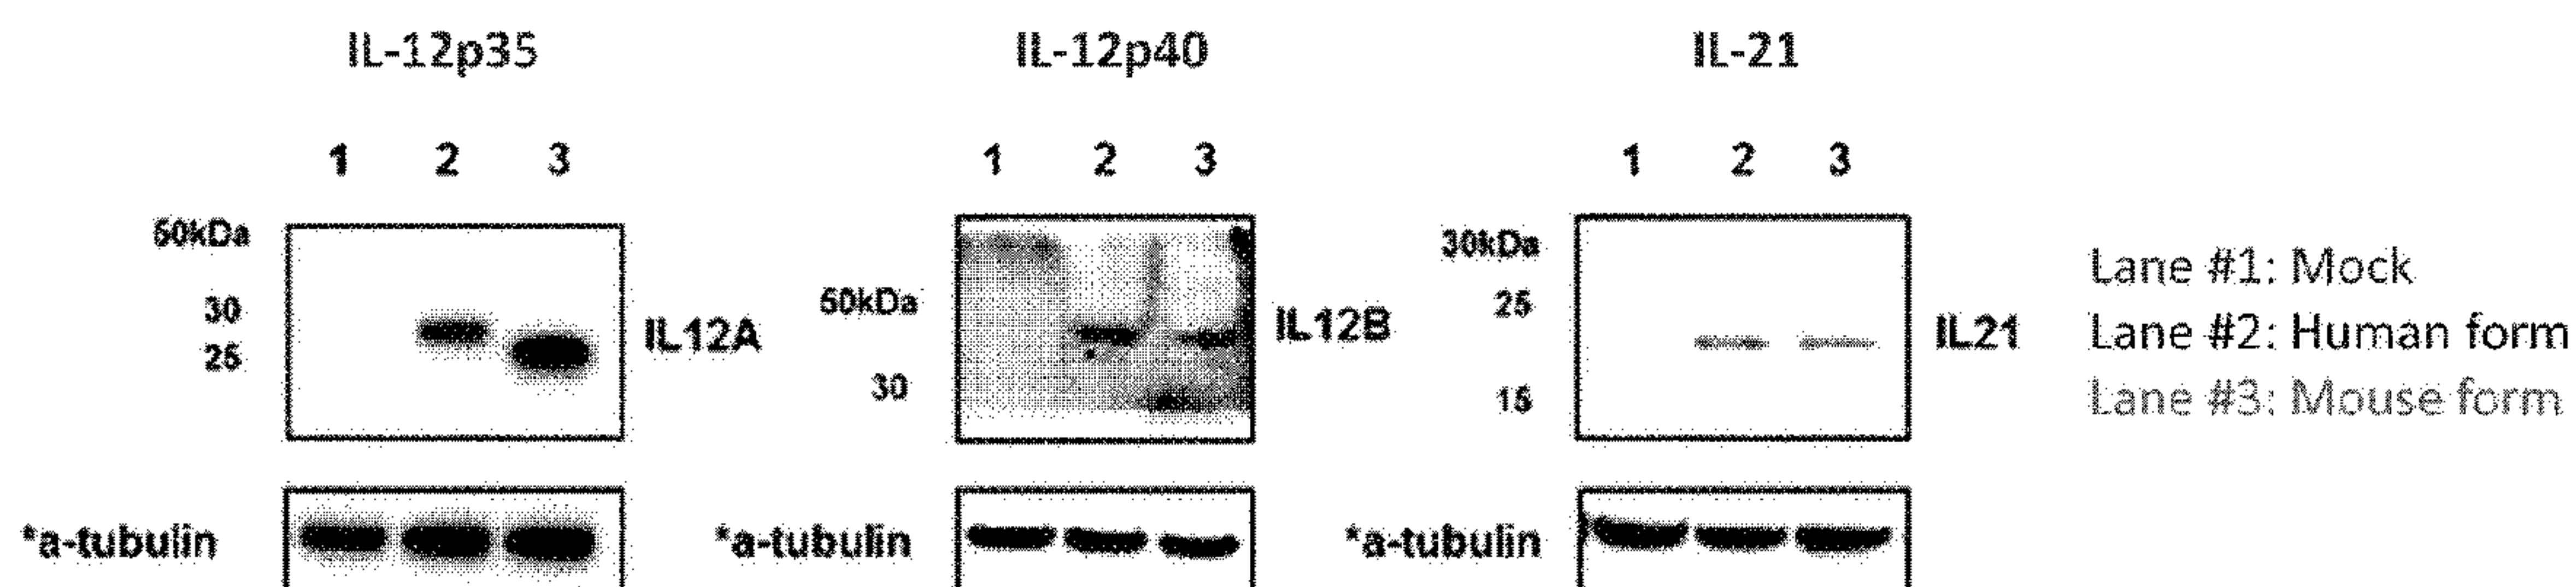 IL-12p35
1 2 3
50kDa
30
25
IL12A
*a-tubulin
IL-12p40
1 2 3
50kDa
30
IL12B
*a-tubulin
IL-21
1 2 3
30kDa
25
15
IL21
*a-tubulin
Lane #1: Mock
Lane #2: Human form
Lane #3: Mouse form